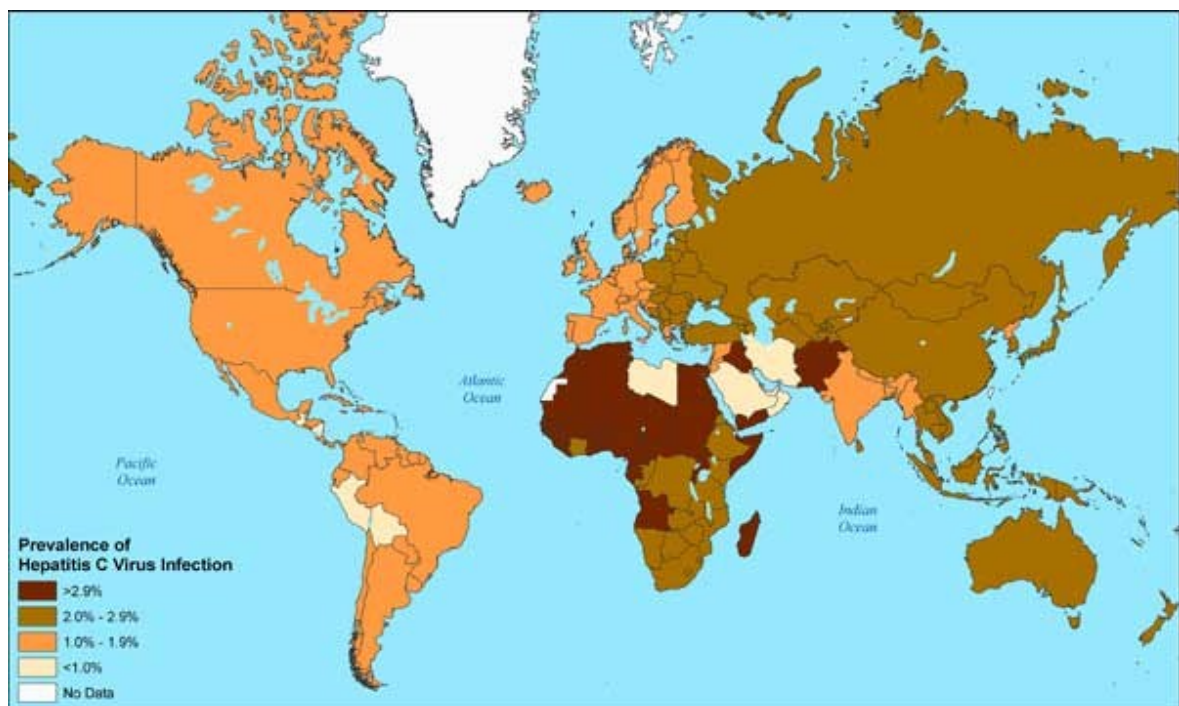 Atlantic
Ocean
Pacific
Ocean
Indian
Ocean
Prevalence of
Hepatitis C Virus Infection
>2.9%
2.0% - 2.9%
1.0% - 1.9%
<1.0%
No Data